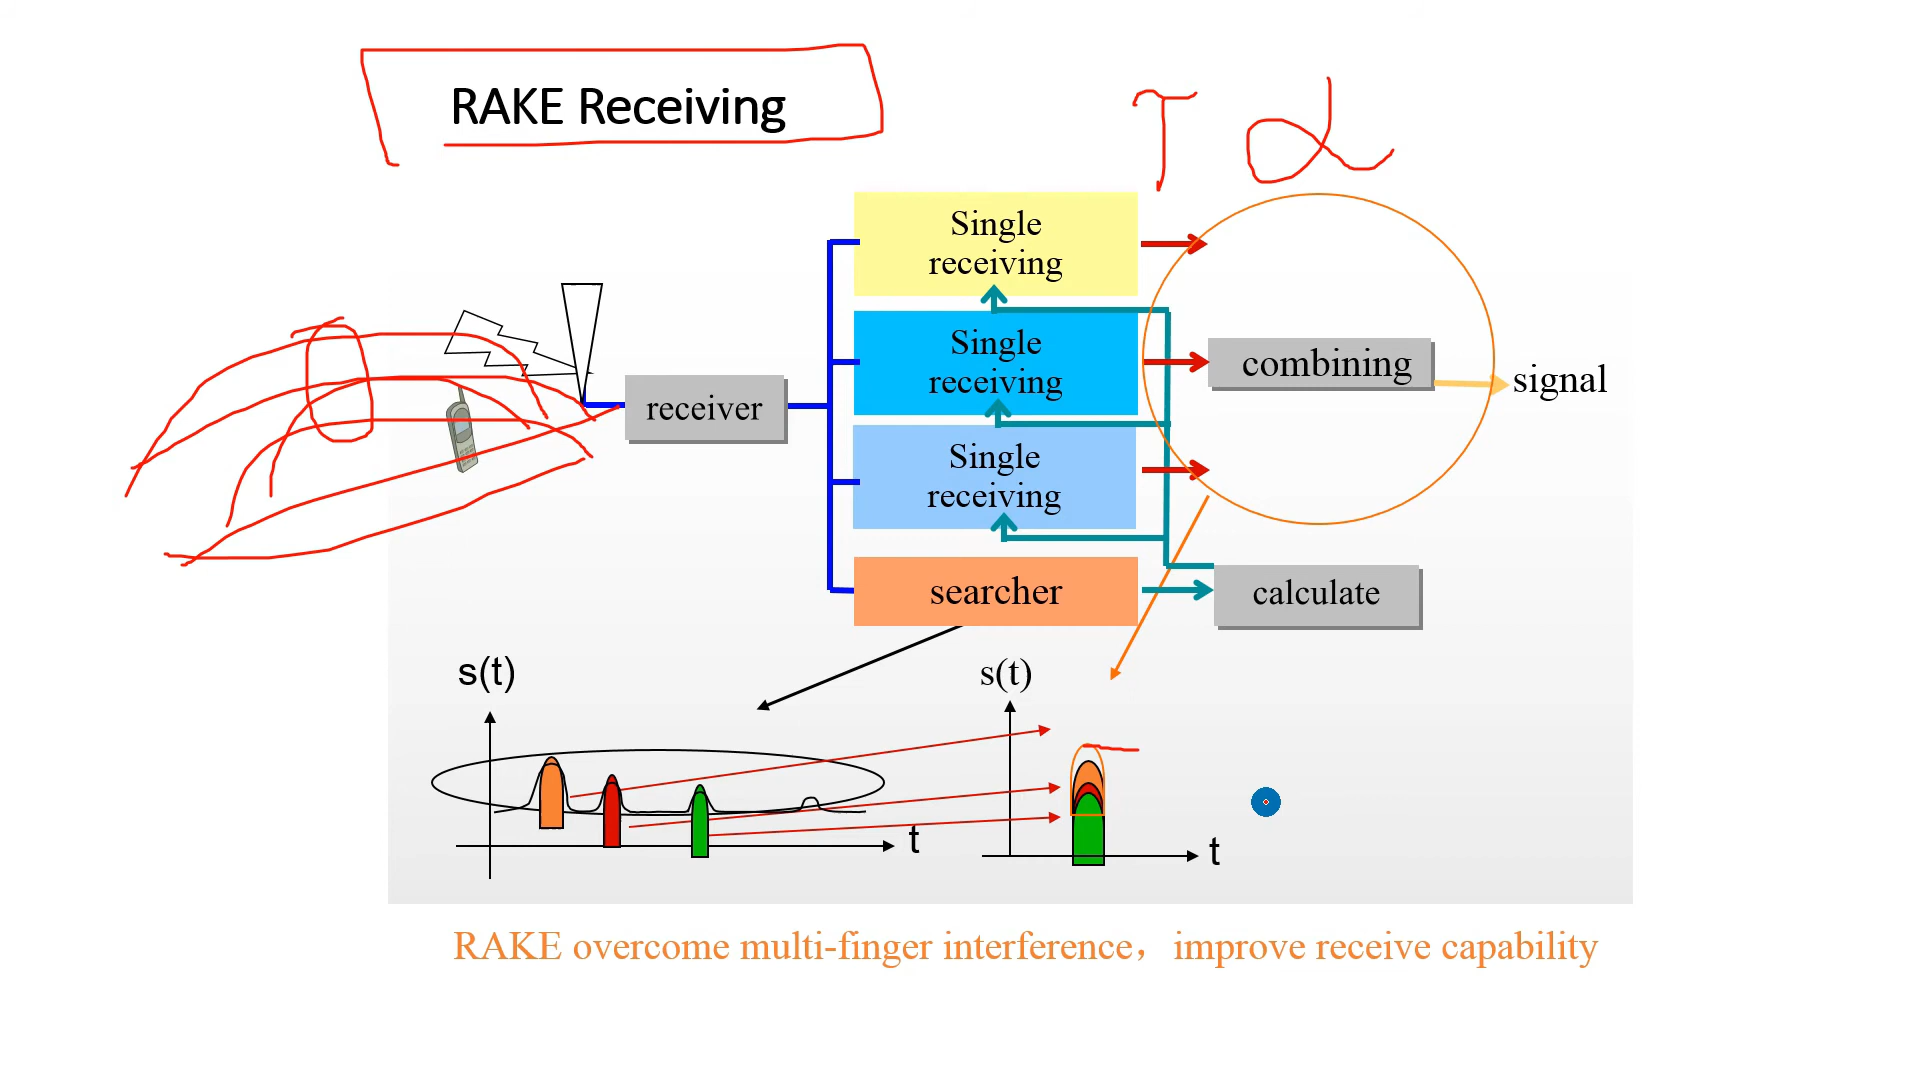 RAKE Receiving
T α
Single
receiving
Single
receiving
combining
signal
receiver
Single
receiving
searcher
calculate
s(t)
s(t)
t
t
RAKE overcome multi-finger interference，improve receive capability